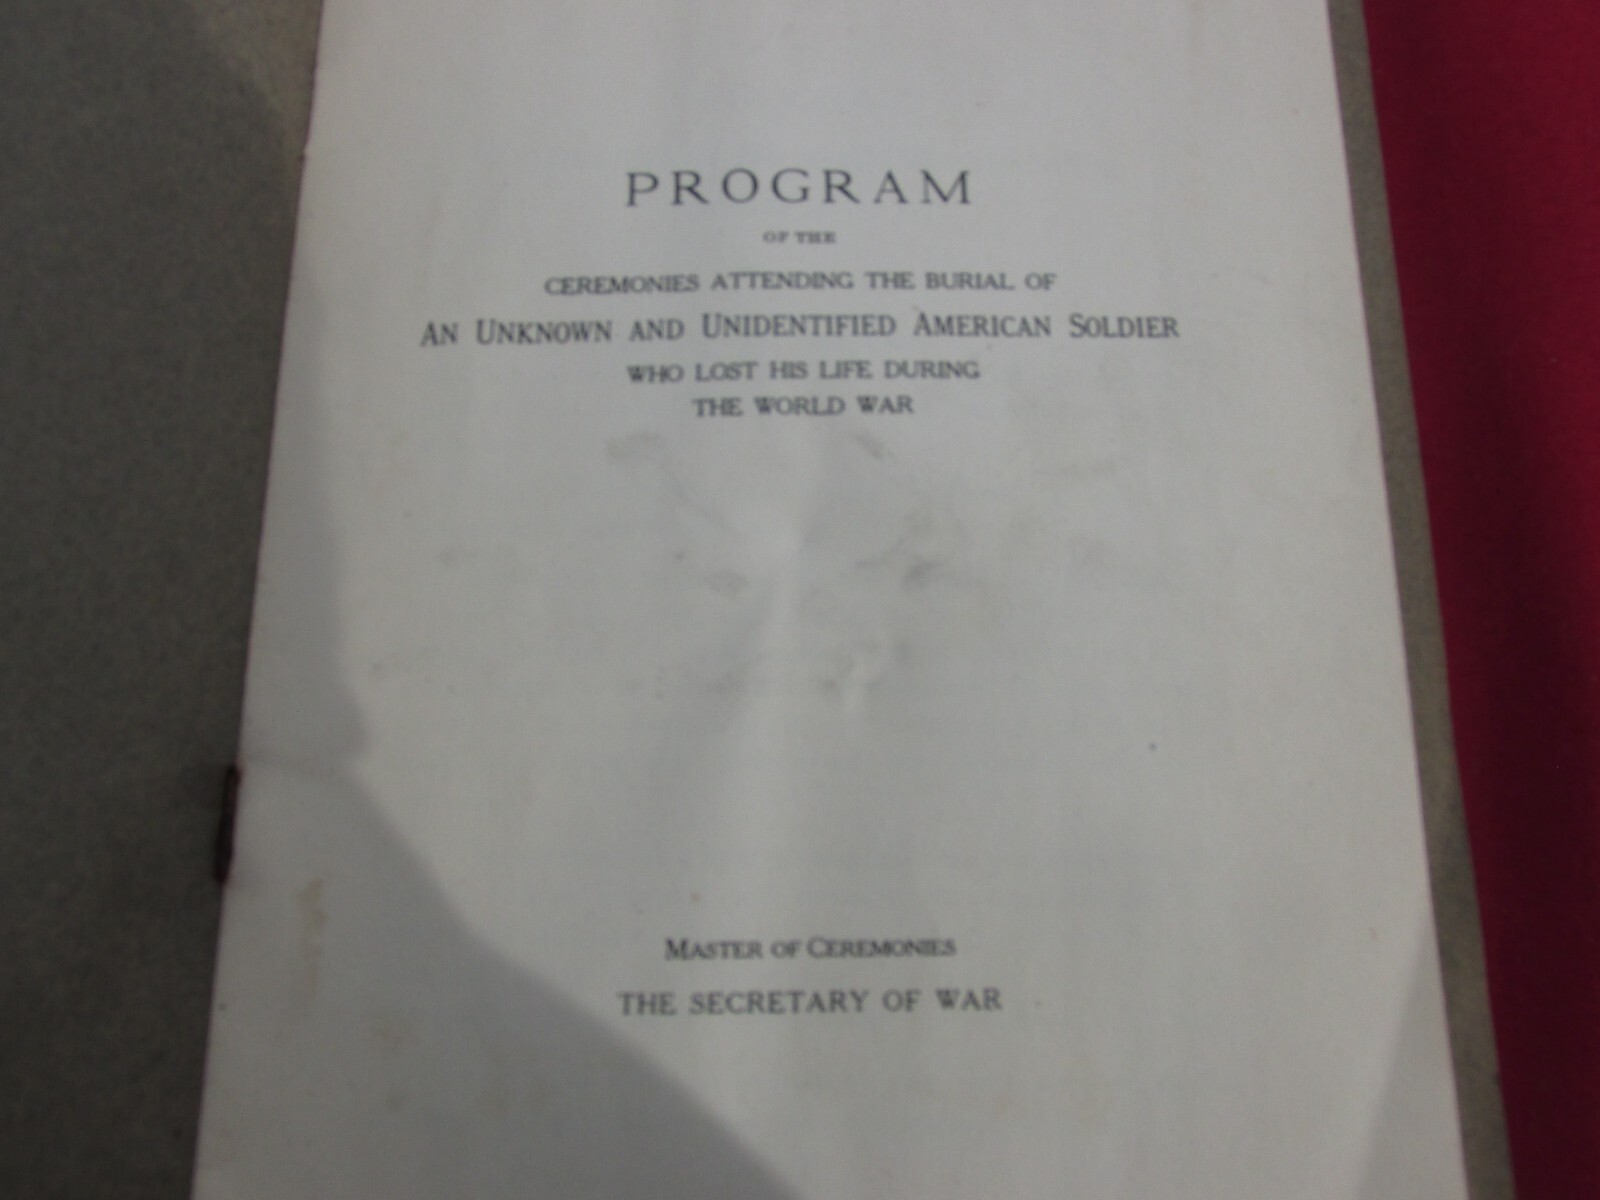 PROGRAM
OF THE
CEREMONIES ATTENDING THE BURIAL OF
AN UNKNOWN AND UNIDENTIFIED AMERICAN SOLDIER
WHO LOST HIS LIFE DURING
THE WORLD WAR
MASTER OF CEREMONIES
THE SECRETARY OF WAR